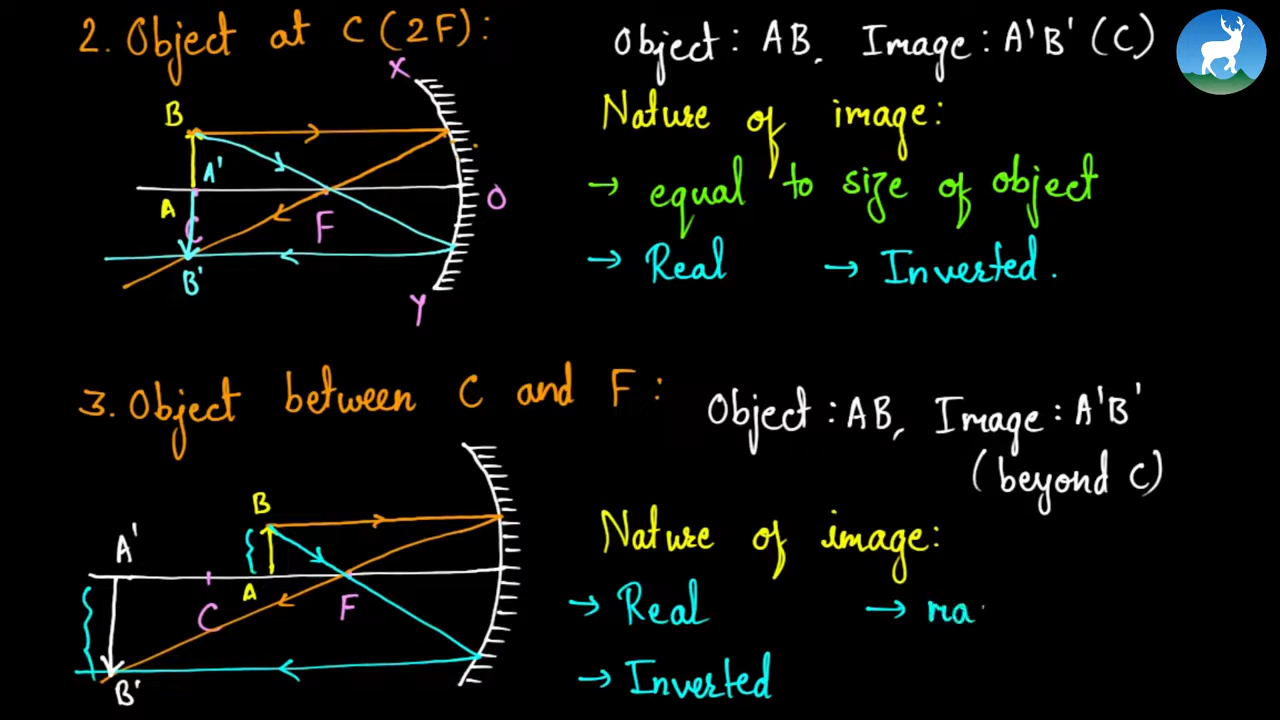 2. Object at C (2F):
Object: AB, Image: A'B' (C)
X
B
Nature of image:
A'
→ equal to size of object
A
O
C
F
→ Real → Inverted.
B'
Y
3. Object between C and F:
Object: AB, Image: A'B'
(beyond C)
B
Nature of image:
A'
A
C
F
→ Real → ma
→ Inverted
B'